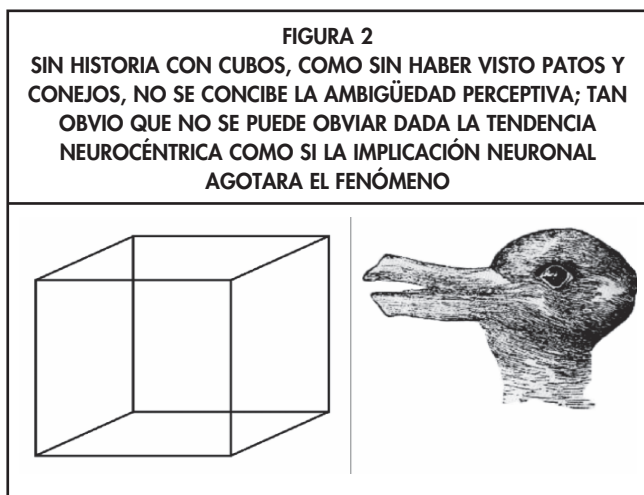 FIGURA 2
SIN HISTORIA CON CUBOS, COMO SIN HABER VISTO PATOS Y
CONEJOS, NO SE CONCIBE LA AMBIGÜEDAD PERCEPTIVA; TAN
OBVIO QUE NO SE PUEDE OBVIAR DADA LA TENDENCIA
NEUROCÉNTRICA COMO SI LA IMPLICACIÓN NEURONAL
AGOTARA EL FENÓMENO